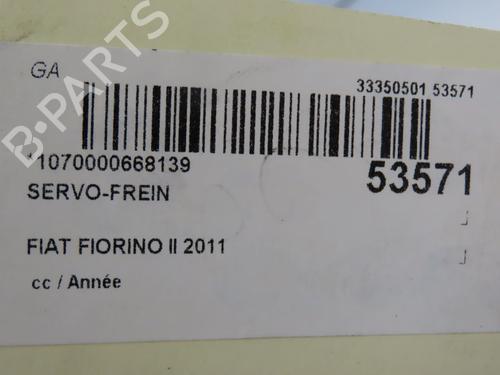 GA
33350501 53571
*1070000668139
53571
SERVO-FREIN
FIAT FIORINO II 2011
cc / Année
B-PARTS